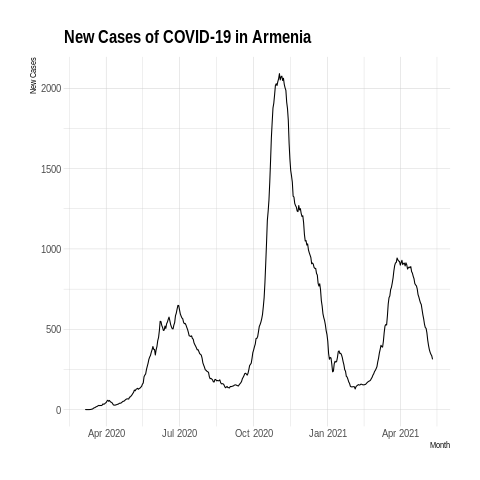 New Cases of COVID-19 in Armenia
New Cases
2000
1500
1000
500
0
Apr 2020 Jul 2020 Oct 2020 Jan 2021 Apr 2021
Month